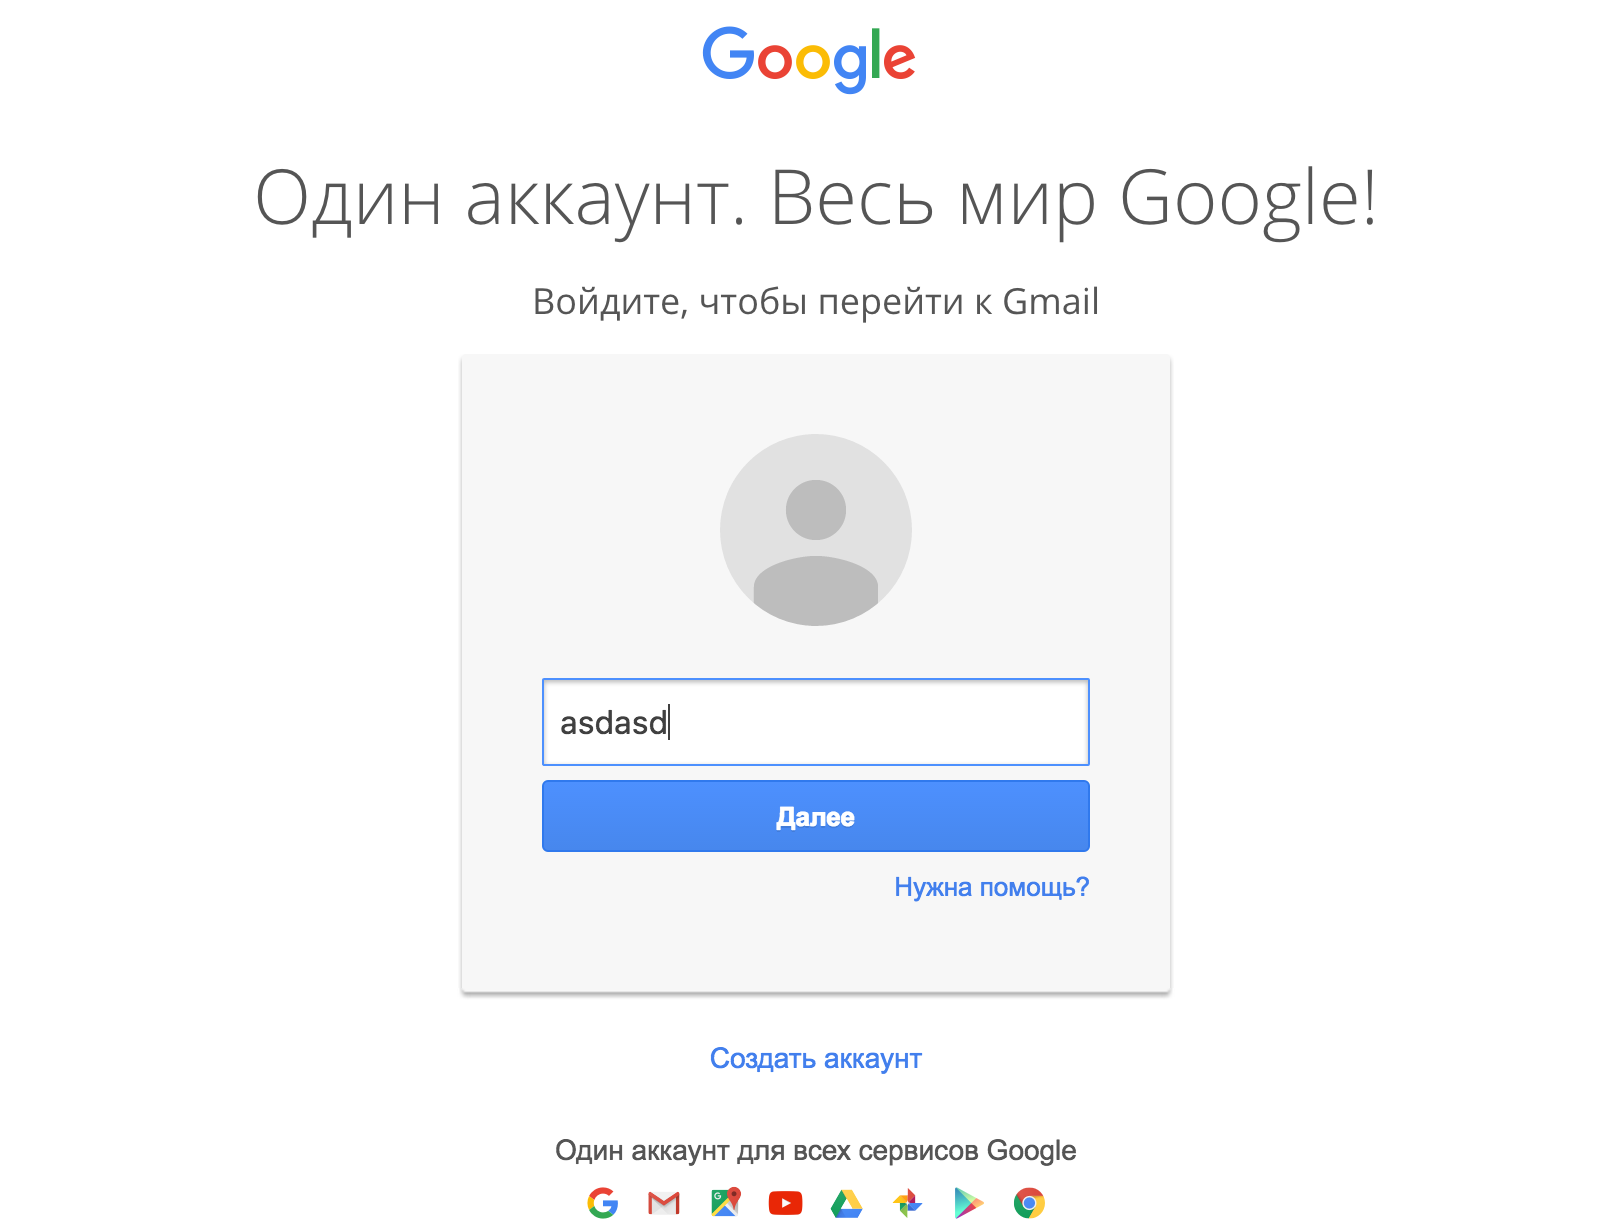 Google
Один аккаунт. Весь мир Google!
Войдите, чтобы перейти к Gmail
asdasd
Далее
Нужна помощь?
Создать аккаунт
Один аккаунт для всех сервисов Google